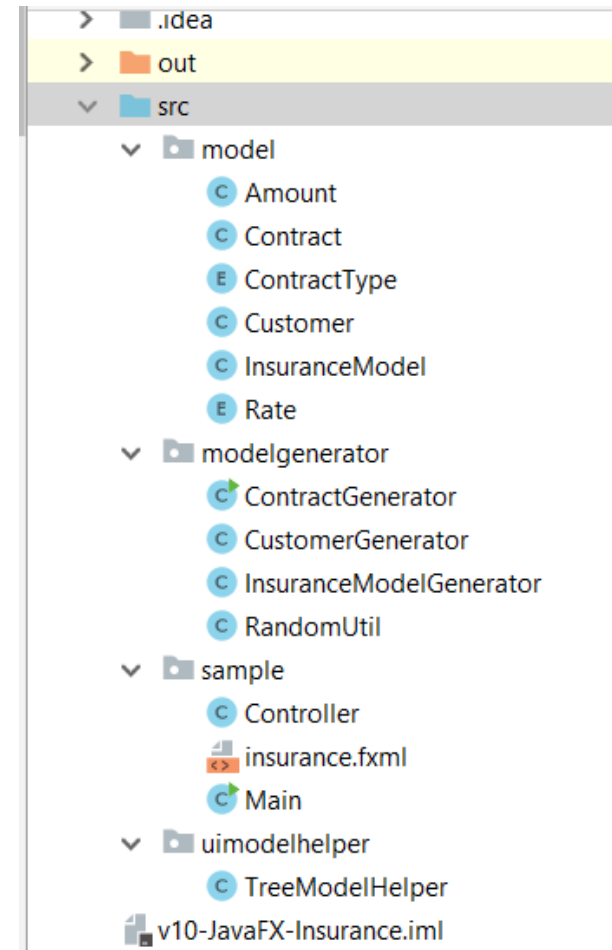 .idea
out
src
model
C Amount
C Contract
E ContractType
C Customer
C InsuranceModel
E Rate
modelgenerator
C ContractGenerator
C CustomerGenerator
C InsuranceModelGenerator
C RandomUtil
sample
C Controller
<> insurance.fxml
C Main
uimodelhelper
C TreeModelHelper
v10-JavaFX-Insurance.iml